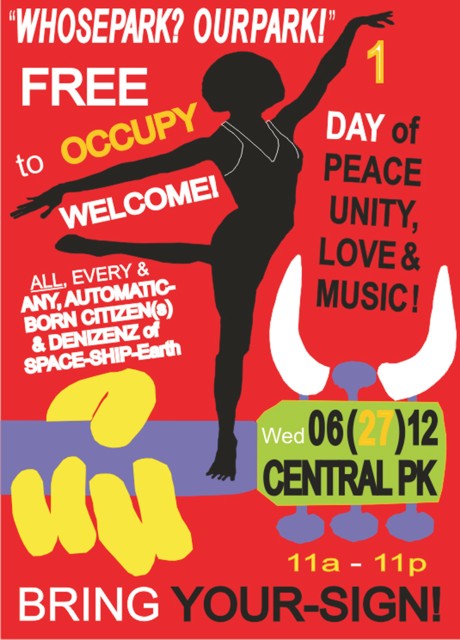 “WHOSEPARK? OURPARK!”
FREE
to OCCUPY
WELCOME!
1
DAY of
PEACE
UNITY,
LOVE &
MUSIC!
ALL, EVERY &
ANY, AUTOMATIC-
BORN CITIZEN(s)
& DENIZENZ of
SPACE-SHIP-Earth
Wed 06(27)12
CENTRAL PK
11a - 11p
BRING YOUR-SIGN!